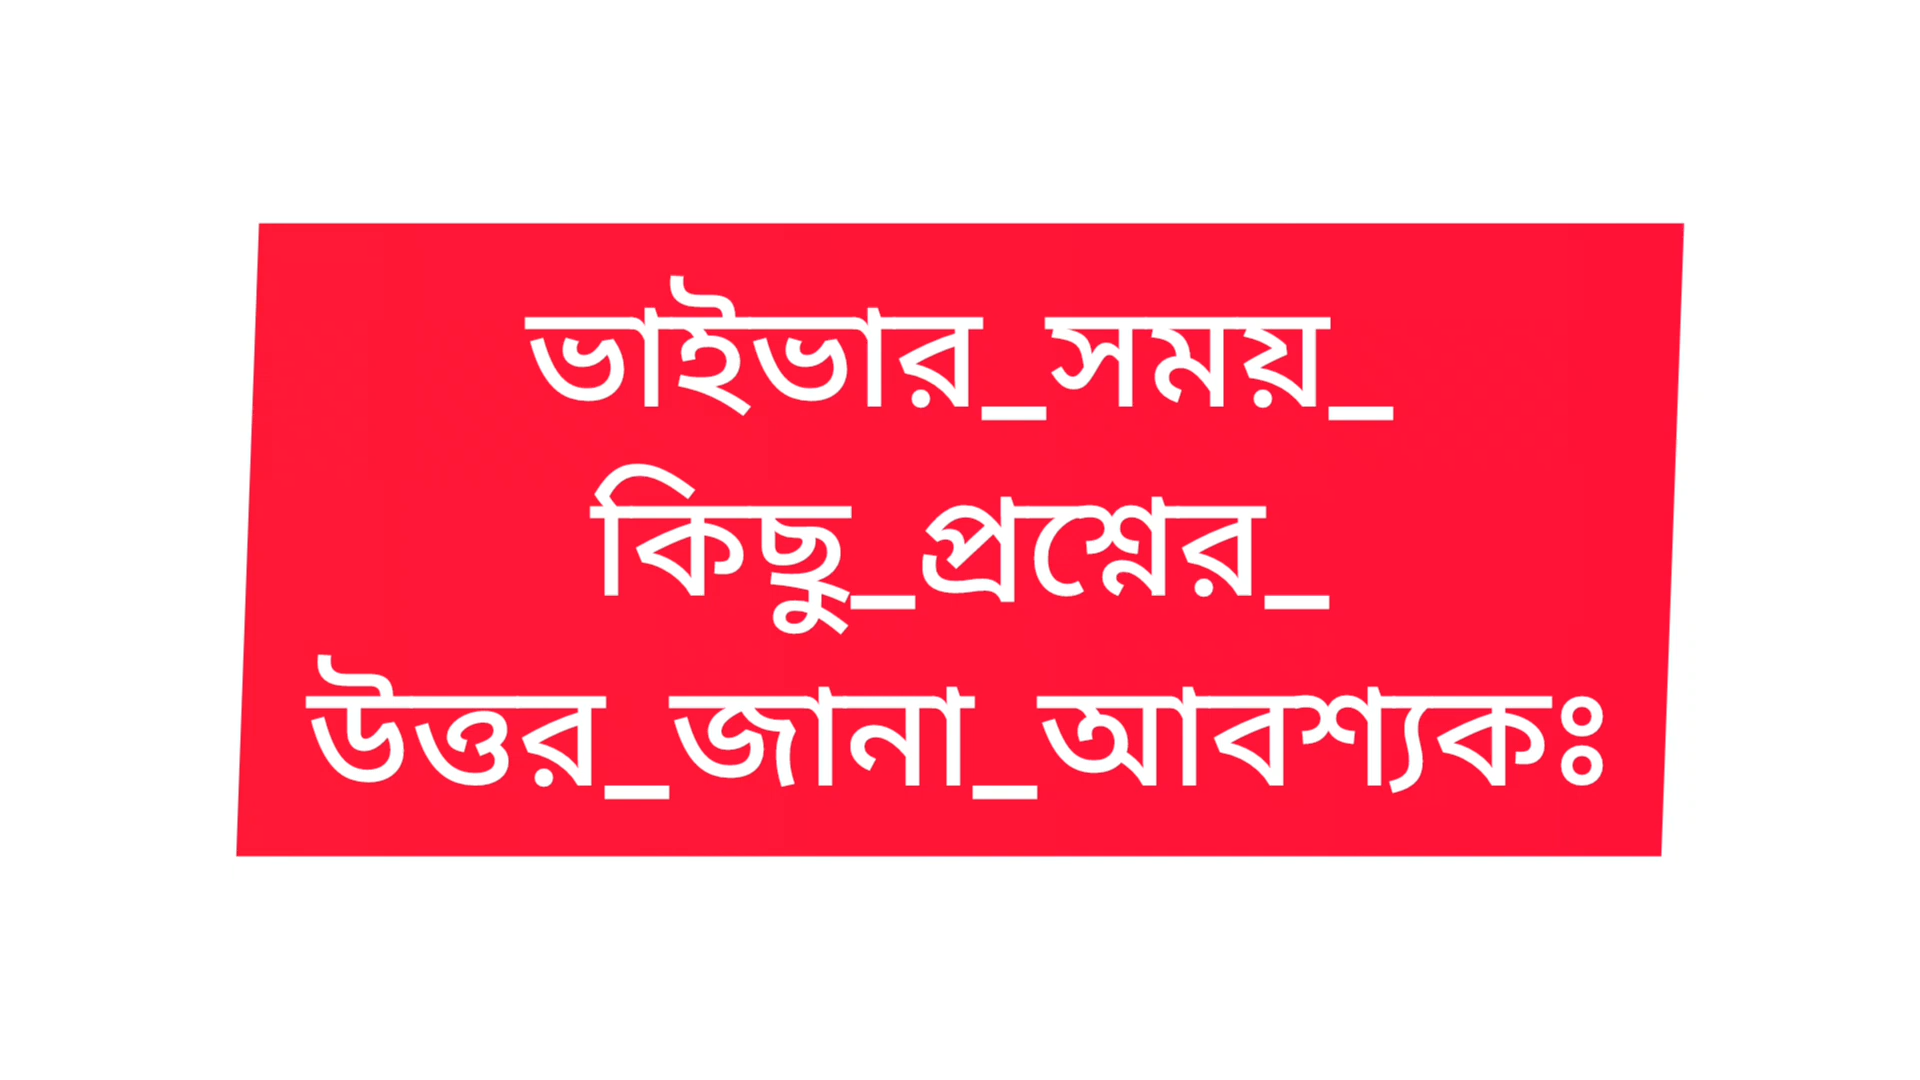 ভাইভার_সময়_
কিছু_প্রশ্নের_
উত্তর_জানা_আবশ্যকঃ